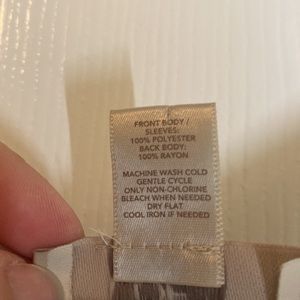 FRONT BODY /
SLEEVES:
100% POLYESTER
BACK BODY:
100% RAYON
MACHINE WASH COLD
GENTLE CYCLE
ONLY NON-CHLORINE
BLEACH WHEN NEEDED
DRY FLAT
COOL IRON IF NEEDED